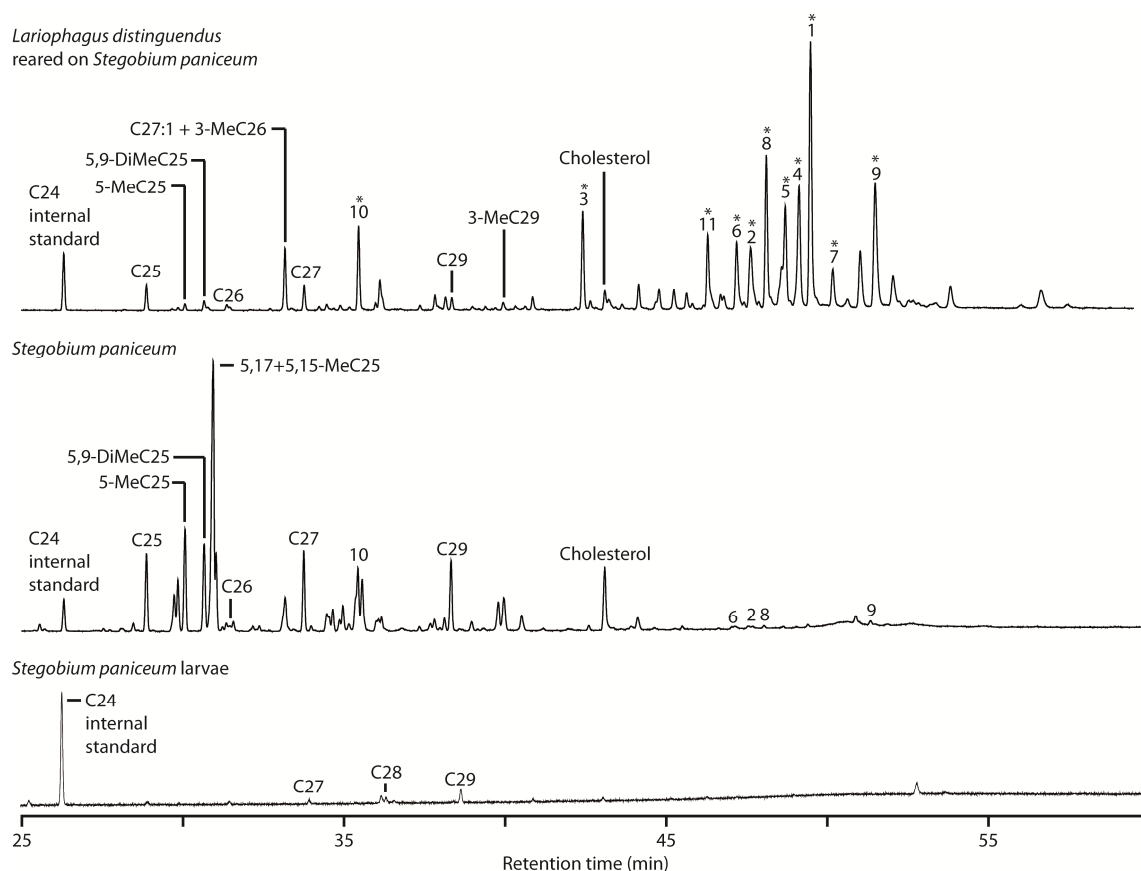 Lariophagus distinguendus
reared on Stegobium paniceum
C24
internal
standard
C25
5-MeC25
5,9-DiMeC25
C26
C27:1 + 3-MeC26
C27
*
10
C29
3-MeC29
*
3
Cholesterol
*
11
*
6
*
2
*
8
*
5
*
4
*
1
*
7
*
9
Stegobium paniceum
C24
internal
standard
C25
5-MeC25
5,9-DiMeC25
5,17+5,15-MeC25
C26
C27
10
C29
Cholesterol
6
2
8
9
Stegobium paniceum larvae
C24
internal
standard
C27
C28
C29
25
35
45
55
Retention time (min)